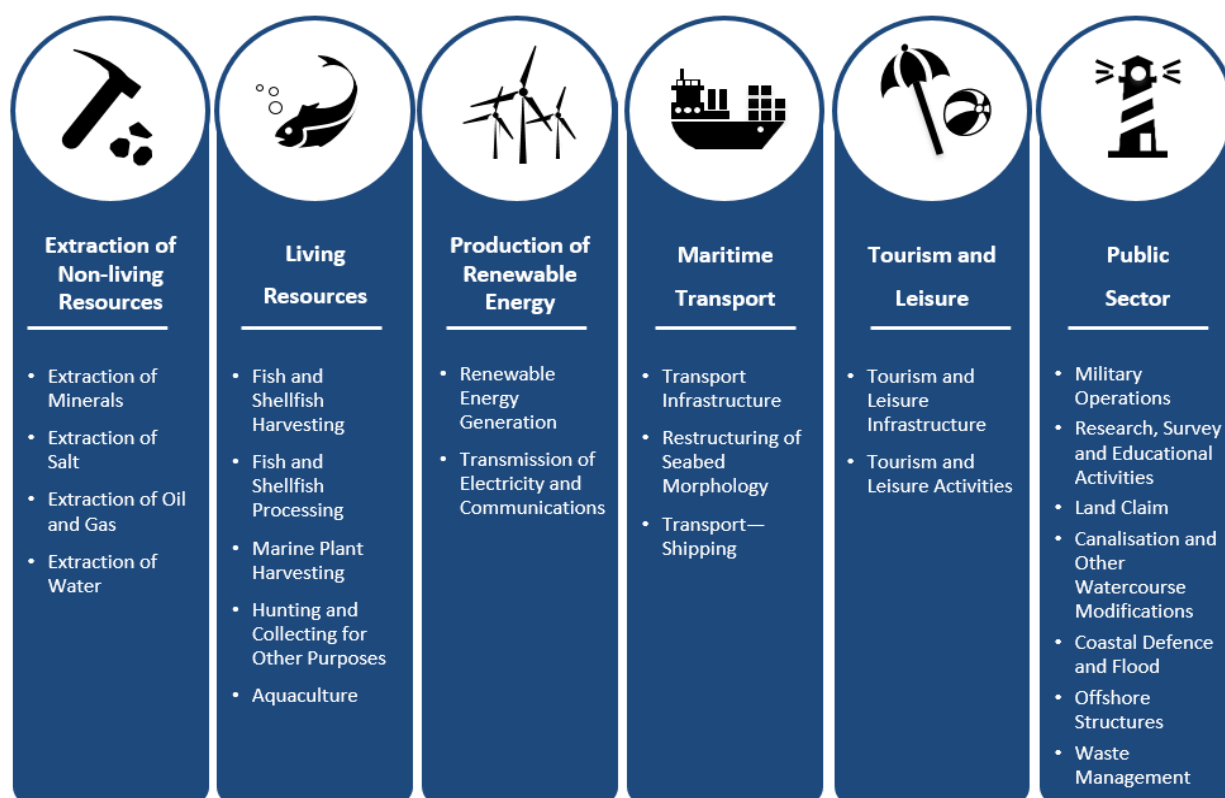 Extraction of
Non-living
Resources
• Extraction of
Minerals
• Extraction of
Salt
• Extraction of Oil
and Gas
• Extraction of
Water
Living
Resources
• Fish and
Shellfish
Harvesting
• Fish and
Shellfish
Processing
• Marine Plant
Harvesting
• Hunting and
Collecting for
Other Purposes
• Aquaculture
Production of
Renewable
Energy
• Renewable
Energy
Generation
• Transmission of
Electricity and
Communications
Maritime
Transport
• Transport
Infrastructure
• Restructuring of
Seabed
Morphology
• Transport—
Shipping
Tourism and
Leisure
• Tourism and
Leisure
Infrastructure
• Tourism and
Leisure Activities
Public
Sector
• Military
Operations
• Research, Survey
and Educational
Activities
• Land Claim
• Canalisation and
Other
Watercourse
Modifications
• Coastal Defence
and Flood
• Offshore
Structures
• Waste
Management